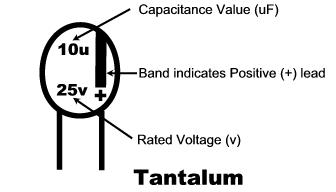 Capacitance Value (uF)
10u
Band indicates Positive (+) lead
25v
+
Rated Voltage (v)
Tantalum